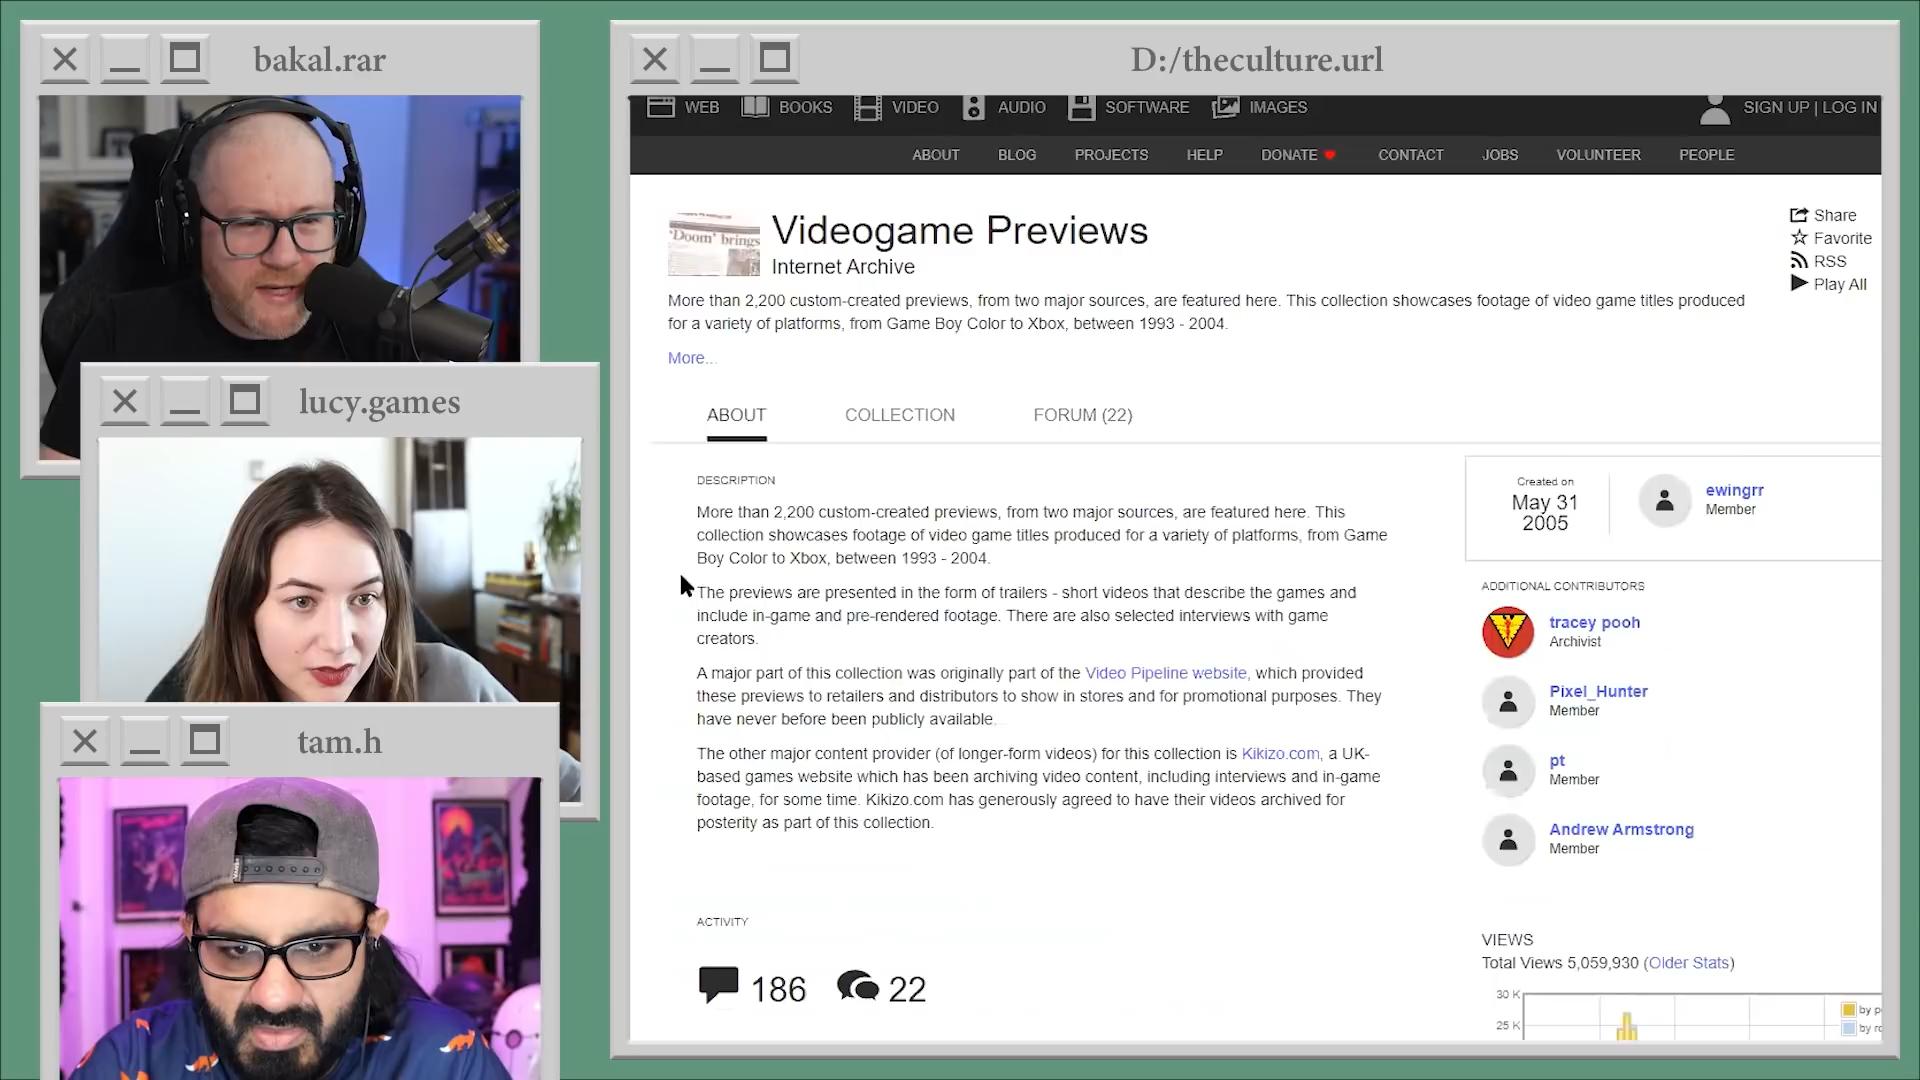 bakal.rar
lucy.games
tam.h
D:/theculture.url
WEB BOOKS VIDEO AUDIO SOFTWARE IMAGES SIGN UP | LOG IN
ABOUT BLOG PROJECTS HELP DONATE CONTACT JOBS VOLUNTEER PEOPLE
'Doom' brings
Videogame Previews
Internet Archive
More than 2,200 custom-created previews, from two major sources, are featured here. This collection showcases footage of video game titles produced
for a variety of platforms, from Game Boy Color to Xbox, between 1993 - 2004.
More...
Share
Favorite
RSS
Play All
ABOUT COLLECTION FORUM (22)
DESCRIPTION
More than 2,200 custom-created previews, from two major sources, are featured here. This
collection showcases footage of video game titles produced for a variety of platforms, from Game
Boy Color to Xbox, between 1993 - 2004.
The previews are presented in the form of trailers - short videos that describe the games and
include in-game and pre-rendered footage. There are also selected interviews with game
creators.
A major part of this collection was originally part of the Video Pipeline website, which provided
these previews to retailers and distributors to show in stores and for promotional purposes. They
have never before been publicly available.
The other major content provider (of longer-form videos) for this collection is Kikizo.com, a UK-
based games website which has been archiving video content, including interviews and in-game
footage, for some time. Kikizo.com has generously agreed to have their videos archived for
posterity as part of this collection.
ACTIVITY
186 22
Created on
May 31
2005
ewingrr
Member
ADDITIONAL CONTRIBUTORS
tracey pooh
Archivist
Pixel_Hunter
Member
pt
Member
Andrew Armstrong
Member
VIEWS
Total Views 5,059,930 (Older Stats)
30 K
25 K
by p
by ro